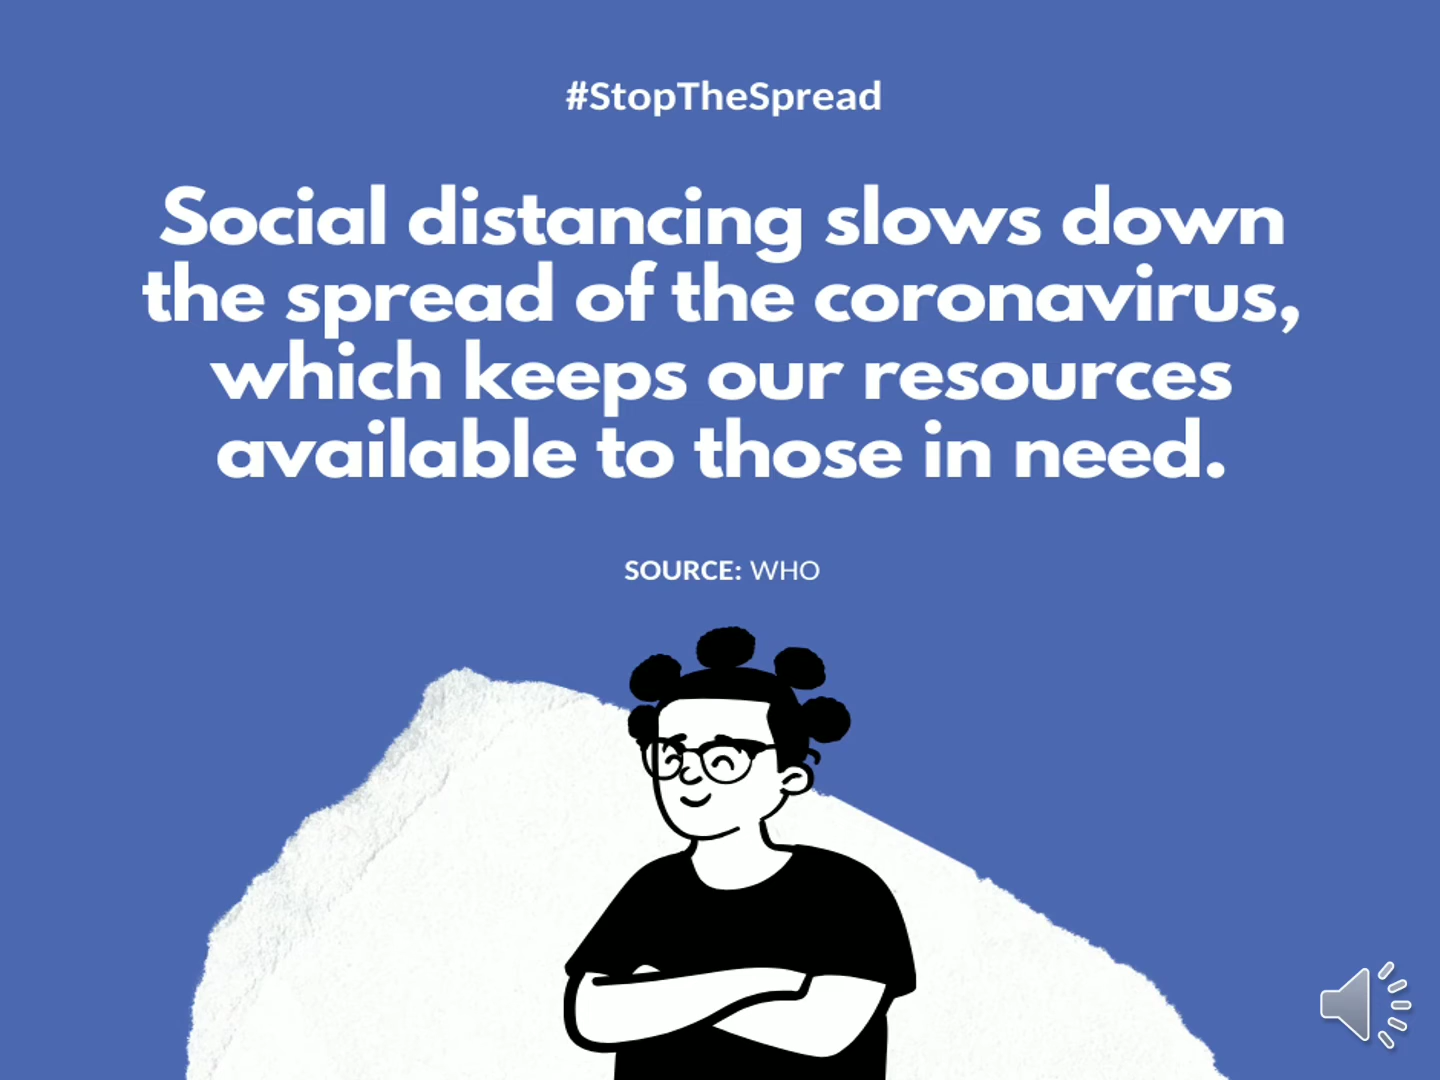 #StopTheSpread
Social distancing slows down
the spread of the coronavirus,
which keeps our resources
available to those in need.
SOURCE: WHO